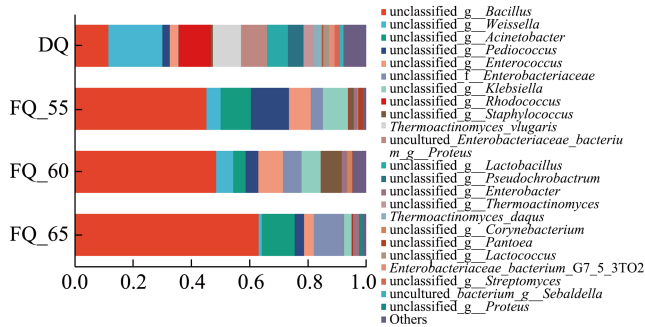 DQ
FQ_55
FQ_60
FQ_65
0.0 0.2 0.4 0.6 0.8 1.0
unclassified_g__Bacillus
unclassified_g__Weissella
unclassified_g__Acinetobacter
unclassified_g__Pediococcus
unclassified_g__Enterococcus
unclassified_f__Enterobacteriaceae
unclassified_g__Klebsiella
unclassified_g__Rhodococcus
unclassified_g__Staphylococcus
Thermoactinomyces_vlugaris
uncultured_Enterobacteriaceae_bacteriu
m_g__Proteus
unclassified_g__Lactobacillus
unclassified_g__Pseudochrobactrum
unclassified_g__Enterobacter
unclassified_g__Thermoactinomyces
Thermoactinomyces_daqus
unclassified_g__Corynebacterium
unclassified_g__Pantoea
unclassified_g__Lactococcus
Enterobacteriaceae_bacterium_G7_5_3TO2
unclassified_g__Streptomyces
uncultured_bacterium_g__Sebaldella
unclassified_g__Proteus
Others